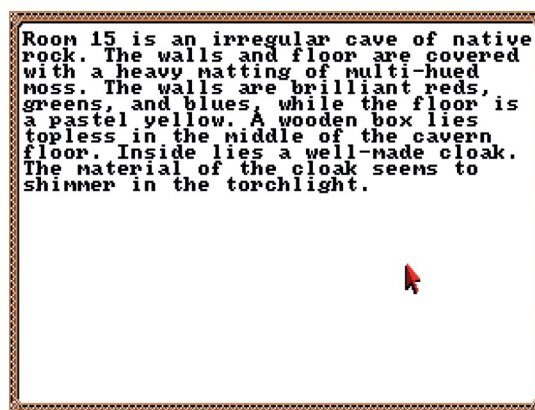 Room 15 is an irregular cave of native
rock. The walls and floor are covered
with a heavy matting of multi-hued
moss. The walls are brilliant reds,
greens, and blues, while the floor is
a pastel yellow. A wooden box lies
topless in the middle of the cavern
floor. Inside lies a well-made cloak.
The material of the cloak seems to
shimmer in the torchlight.